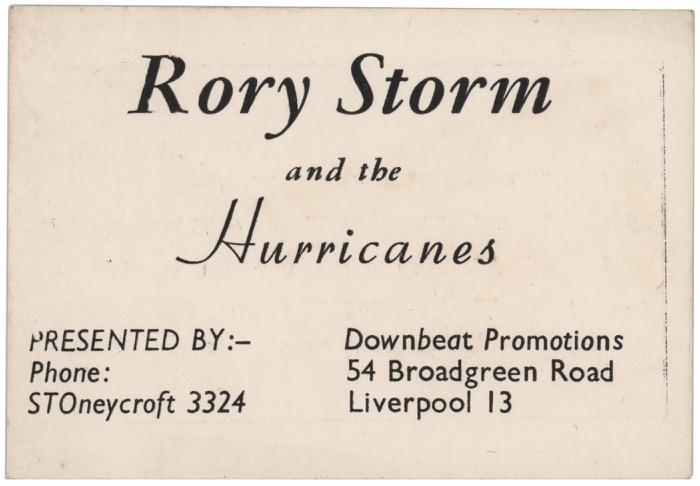 Rory Storm
and the
Hurricanes
PRESENTED BY:-
Phone:
STOneycroft 3324
Downbeat Promotions
54 Broadgreen Road
Liverpool 13